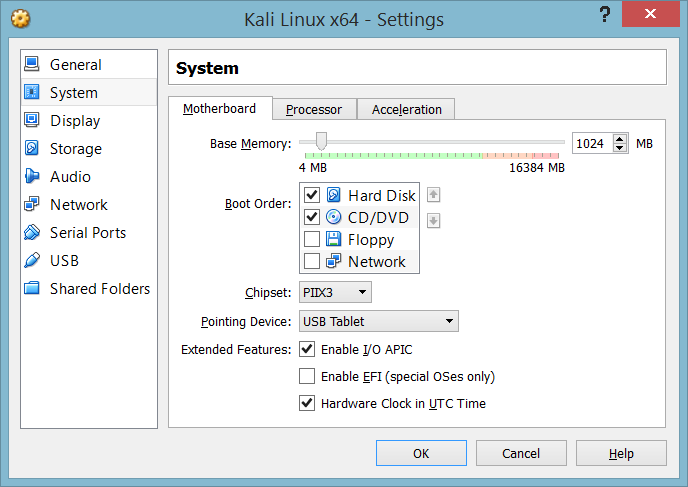 Kali Linux x64 - Settings
?
General
System
Display
Storage
Audio
Network
Serial Ports
USB
Shared Folders
System
Motherboard Processor Acceleration
Base Memory: 1024 MB
4 MB 16384 MB
Boot Order: Hard Disk
CD/DVD
Floppy
Network
Chipset: PIIX3
Pointing Device: USB Tablet
Extended Features: Enable I/O APIC
Enable EFI (special OSes only)
Hardware Clock in UTC Time
OK Cancel Help